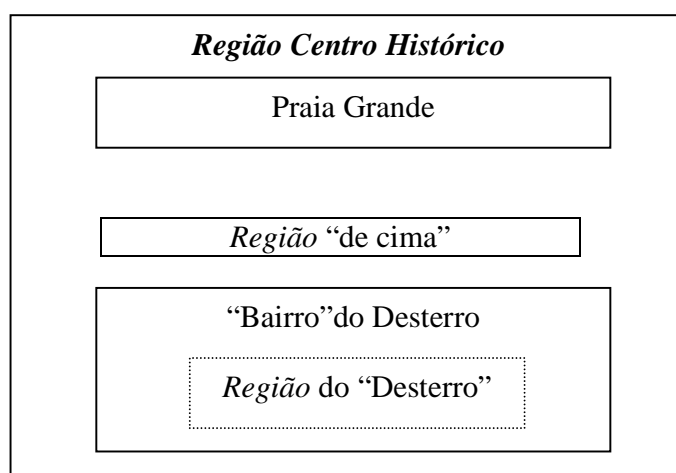 Região Centro Histórico
Praia Grande
Região “de cima”
“Bairro”do Desterro
Região do “Desterro”